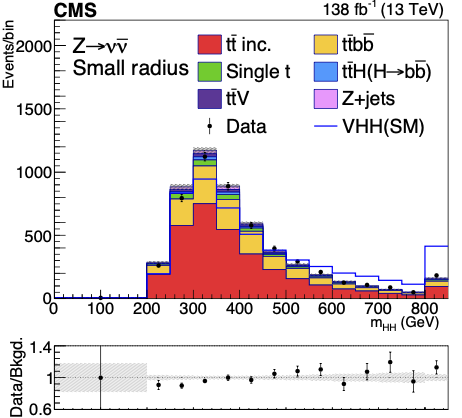 CMS 138 fb⁻¹ (13 TeV)
Events/bin
2000
1500
1000
500
0
Z→νν̅
Small radius
tt̅ inc.
tt̅bb̅
Single t
tt̅H(H→bb̅)
tt̅V
Z+jets
Data
VHH(SM)
0 100 200 300 400 500 600 700 800
m_HH (GeV)
Data/Bkgd.
1.4
1
0.6